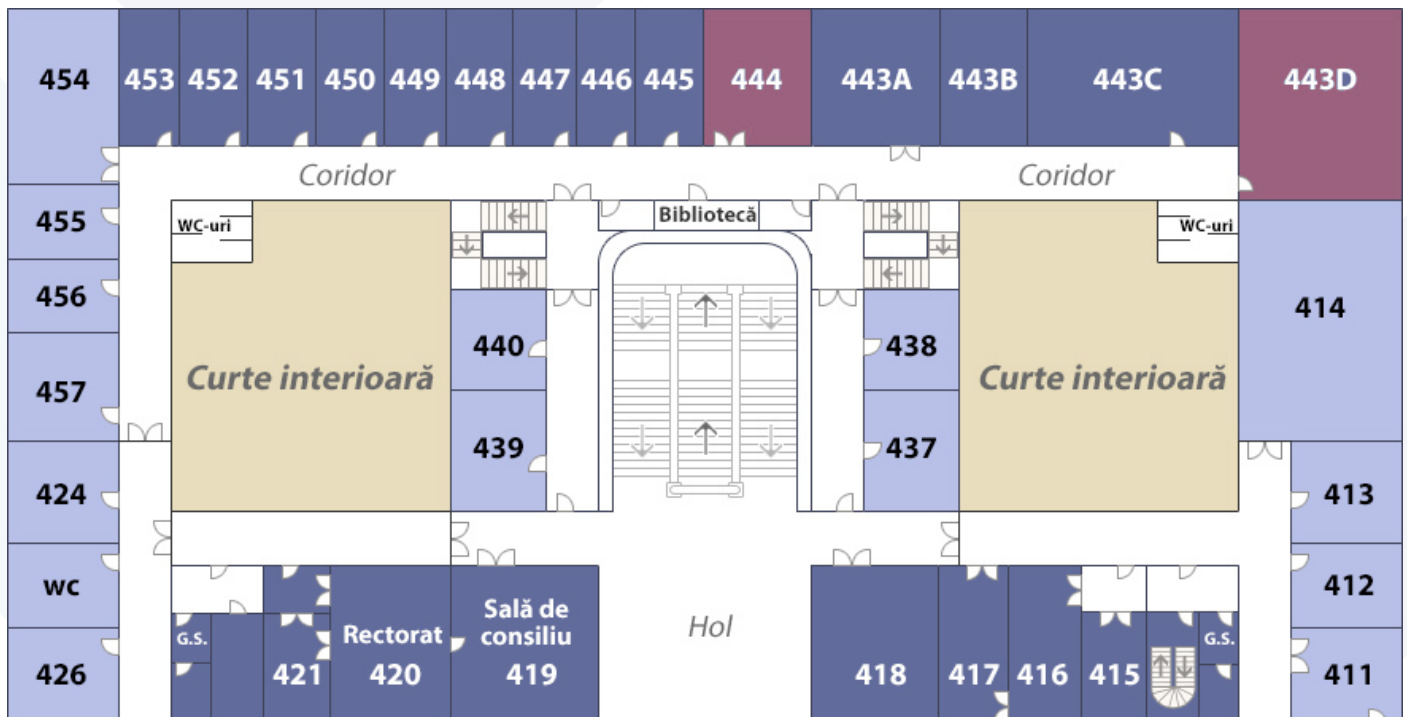 454
453
452
451
450
449
448
447
446
445
444
443A
443B
443C
443D
Coridor
Coridor
455
WC-uri
Bibliotecă
WC-uri
456
414
440
438
457
Curte interioară
Curte interioară
439
437
424
413
WC
412
G.S.
Rectorat
420
Sală de
consiliu
419
Hol
G.S.
426
421
418
417
416
415
411